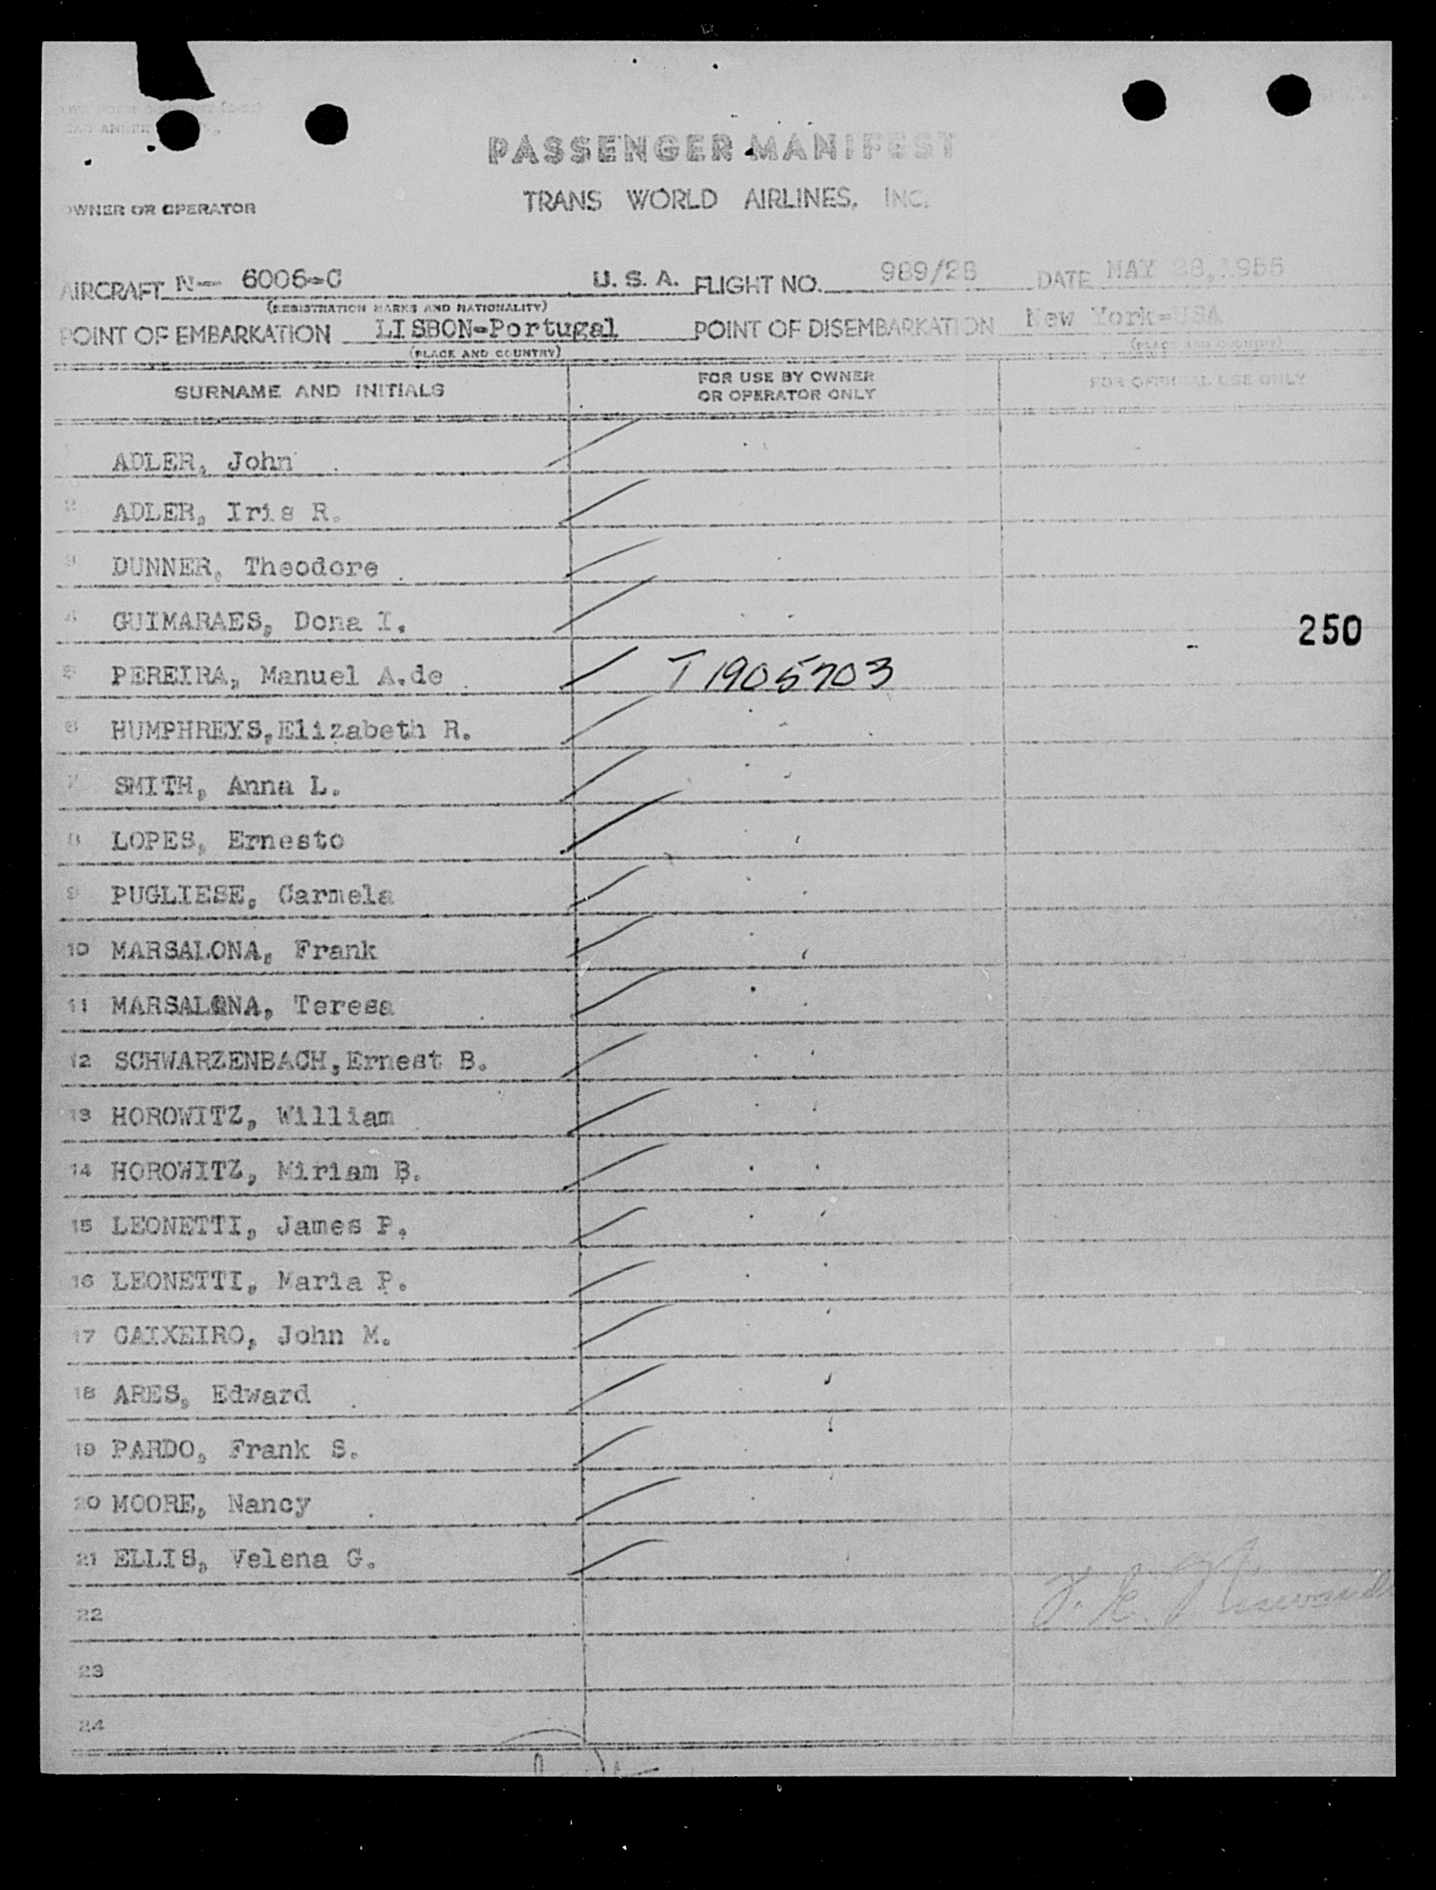 PASSENGER MANIFEST
TRANS WORLD AIRLINES, INC.
OWNER OR OPERATOR
AIRCRAFT N- 6006-C U. S. A. FLIGHT NO. 989/28 DATE MAY 28, 1955
(REGISTRATION MARKS AND NATIONALITY)
POINT OF EMBARKATION LISBON-Portugal POINT OF DISEMBARKATION New York-USA
(PLACE AND COUNTRY) (PLACE AND COUNTRY)
SURNAME AND INITIALS FOR USE BY OWNER OR OPERATOR ONLY FOR OFFICIAL USE ONLY
ADLER, John
2 ADLER, Iris R.
3 DUNNER, Theodore
4 GUIMARAES, Dona I.
250
5 PEREIRA, Manuel A.de T1905703
6 HUMPHREYS,Elizabeth R.
7 SMITH, Anna L.
8 LOPES, Ernesto
9 PUGLIESE, Carmela
10 MARSALONA, Frank
11 MARSALONA, Teresa
12 SCHWARZENBACH,Ernest B.
13 HOROWITZ, William
14 HOROWITZ, Miriam B.
15 LEONETTI, James P.
16 LEONETTI, Maria P.
17 CAIXEIRO, John M.
18 ARES, Edward
19 PARDO, Frank S.
20 MOORE, Nancy
21 ELLIS, Velena G.
22
23
24